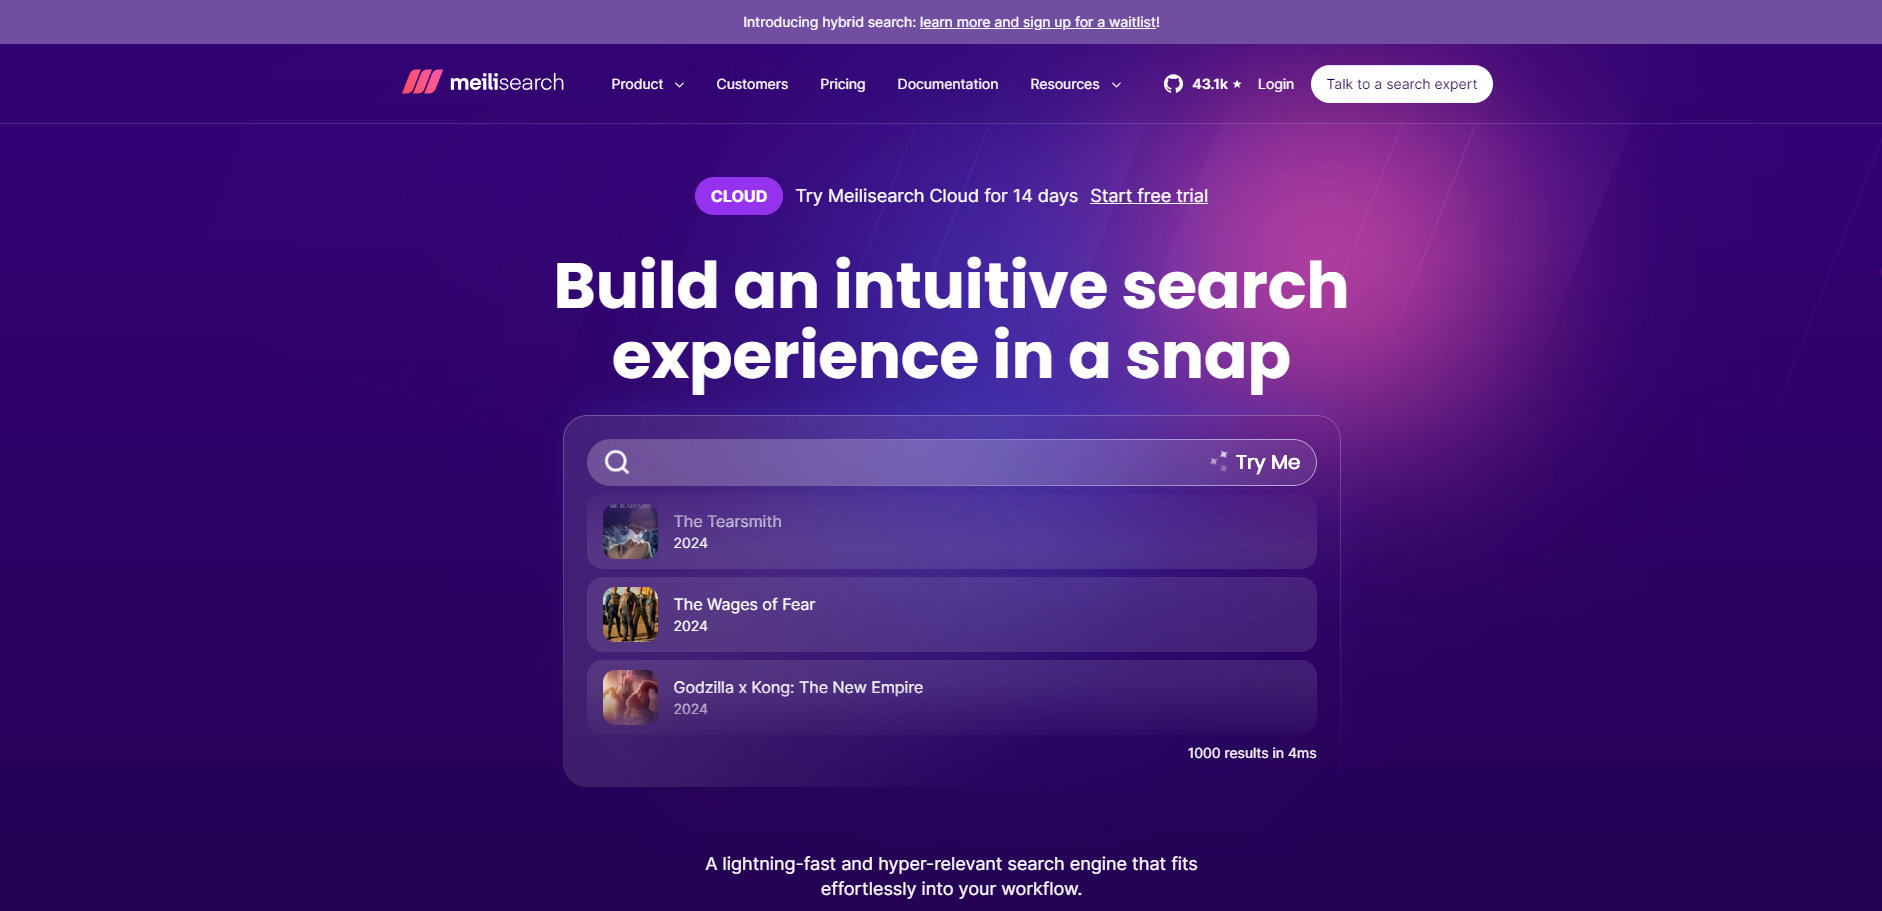 Introducing hybrid search: learn more and sign up for a waitlist!
meilisearch
Product
Customers
Pricing
Documentation
Resources
43.1k
Login
Talk to a search expert
CLOUD
Try Meilisearch Cloud for 14 days Start free trial
Build an intuitive search
experience in a snap
Try Me
The Tearsmith
2024
The Wages of Fear
2024
Godzilla x Kong: The New Empire
2024
1000 results in 4ms
A lightning-fast and hyper-relevant search engine that fits
effortlessly into your workflow.